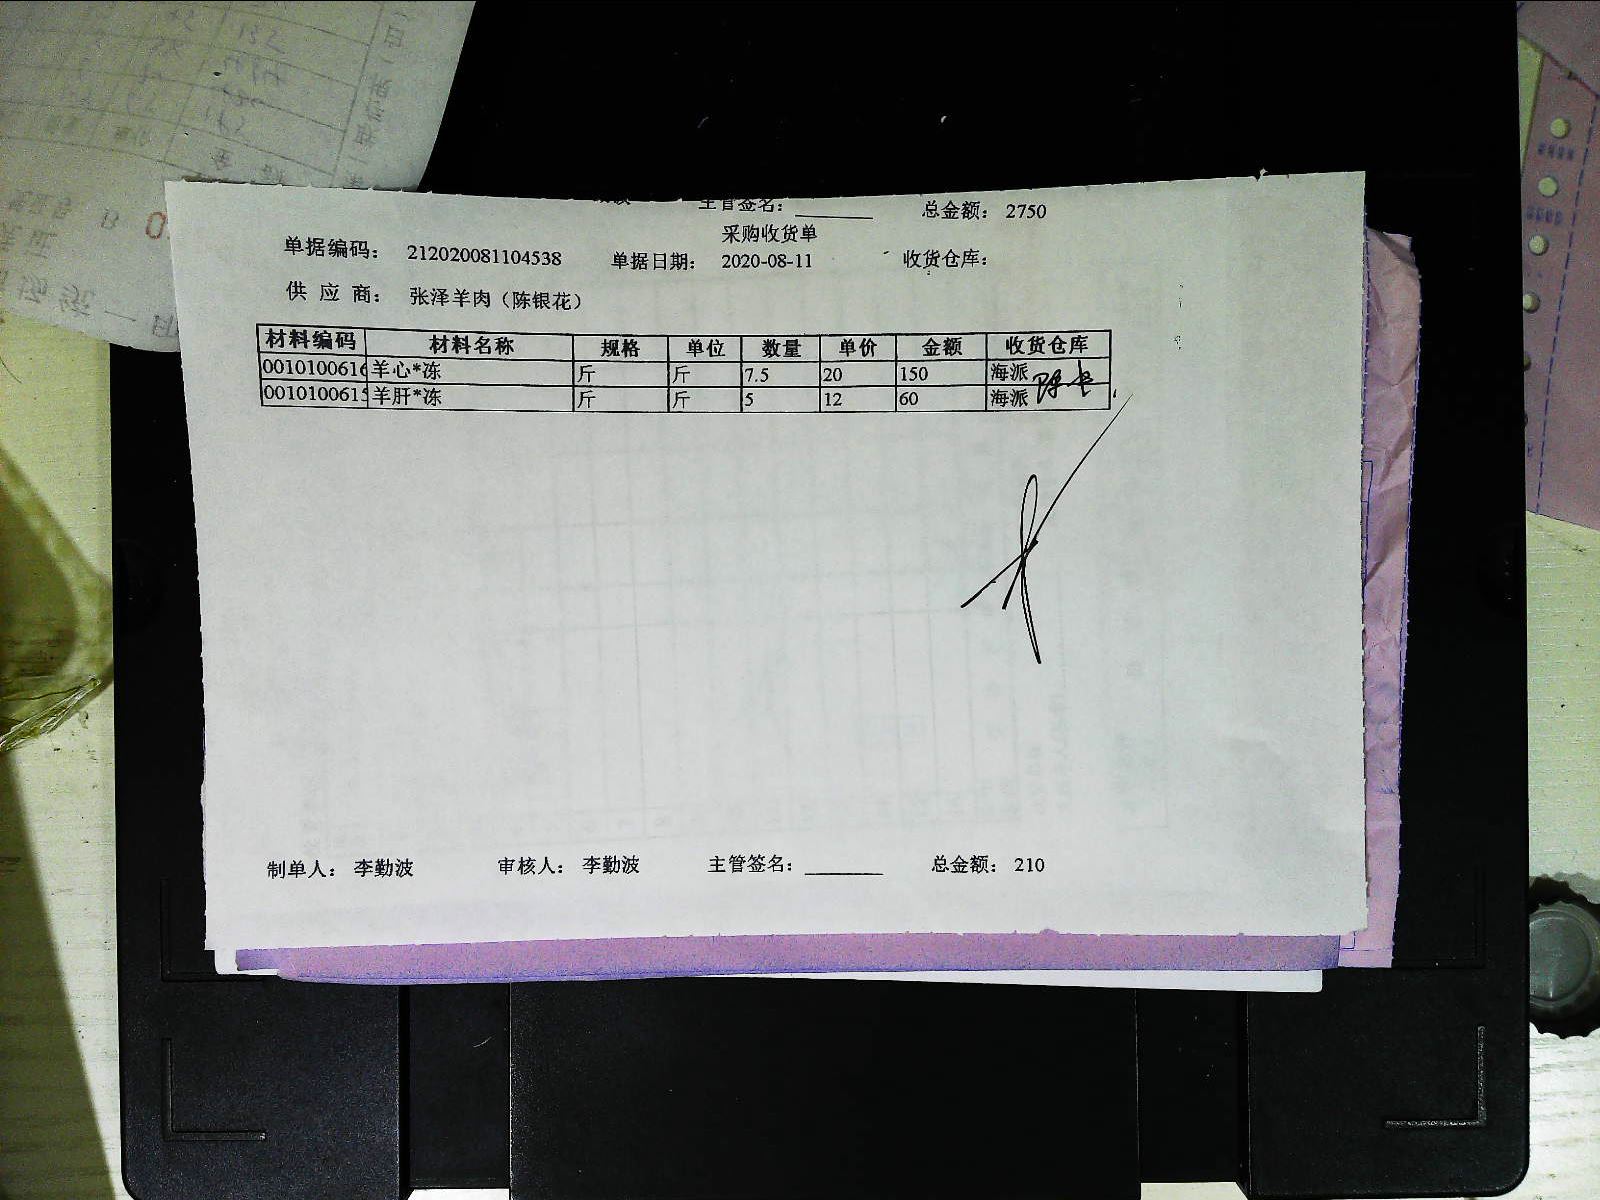 主管签名：________ 总金额： 2750
采购收货单
单据编码： 212020081104538 单据日期： 2020-08-11 收货仓库：
供 应 商： 张泽羊肉（陈银花）
材料编码 材料名称 规格 单位 数量 单价 金额 收货仓库
0010100616 羊心*冻 斤 斤 7.5 20 150 海派
0010100615 羊肝*冻 斤 斤 5 12 60 海派
制单人： 李勤波 审核人： 李勤波 主管签名：________ 总金额： 210